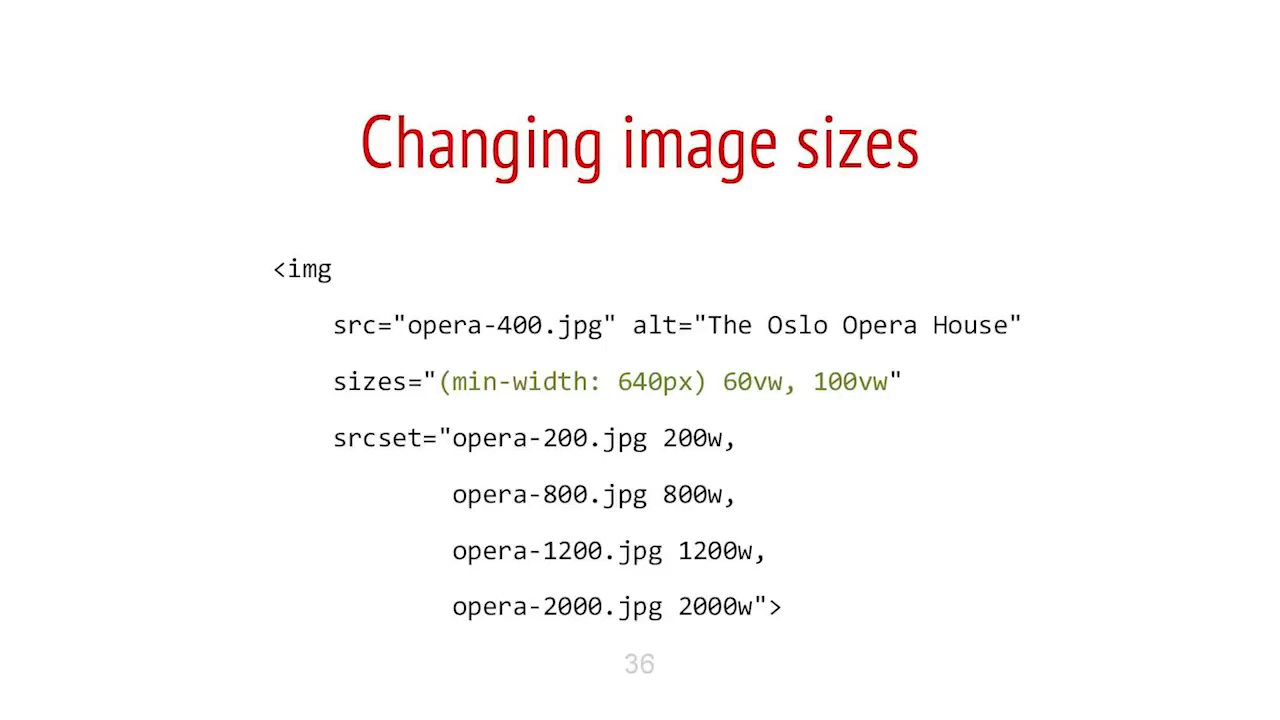 Changing image sizes
<img
src="opera-400.jpg" alt="The Oslo Opera House"
sizes="(min-width: 640px) 60vw, 100vw"
srcset="opera-200.jpg 200w,
opera-800.jpg 800w,
opera-1200.jpg 1200w,
opera-2000.jpg 2000w">
36